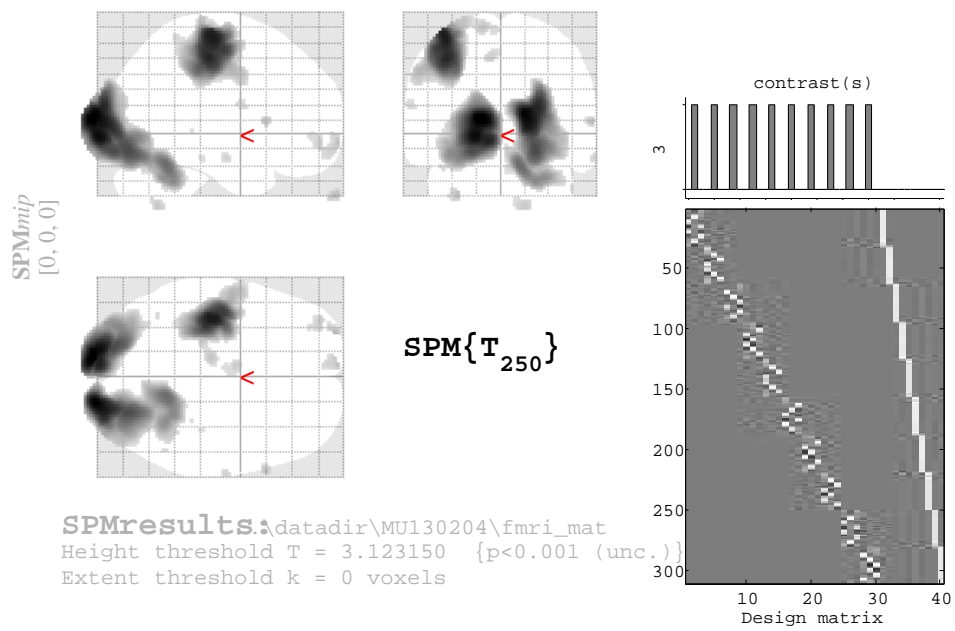 contrast(s)
3
SPMmip
[0, 0, 0]
<
<
<
SPM{T250}
50
100
150
200
250
300
10 20 30 40
Design matrix
SPMresults: .\datadir\MU130204\fmri_mat
Height threshold T = 3.123150 {p<0.001 (unc.)}
Extent threshold k = 0 voxels